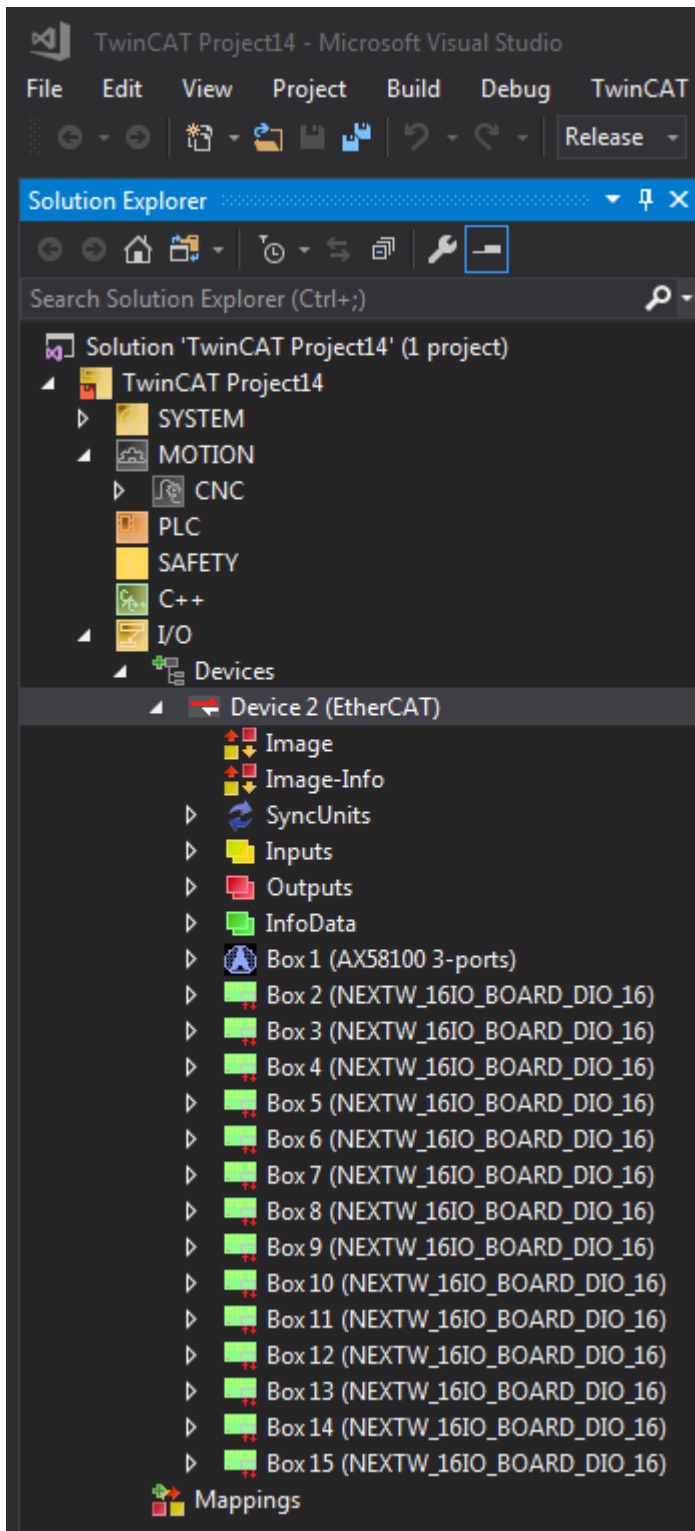 TwinCAT Project14 - Microsoft Visual Studio
File Edit View Project Build Debug TwinCAT
Release
Solution Explorer
Search Solution Explorer (Ctrl+;)
Solution 'TwinCAT Project14' (1 project)
TwinCAT Project14
SYSTEM
MOTION
CNC
PLC
SAFETY
C++
I/O
Devices
Device 2 (EtherCAT)
Image
Image-Info
SyncUnits
Inputs
Outputs
InfoData
Box 1 (AX58100 3-ports)
Box 2 (NEXTW_16IO_BOARD_DIO_16)
Box 3 (NEXTW_16IO_BOARD_DIO_16)
Box 4 (NEXTW_16IO_BOARD_DIO_16)
Box 5 (NEXTW_16IO_BOARD_DIO_16)
Box 6 (NEXTW_16IO_BOARD_DIO_16)
Box 7 (NEXTW_16IO_BOARD_DIO_16)
Box 8 (NEXTW_16IO_BOARD_DIO_16)
Box 9 (NEXTW_16IO_BOARD_DIO_16)
Box 10 (NEXTW_16IO_BOARD_DIO_16)
Box 11 (NEXTW_16IO_BOARD_DIO_16)
Box 12 (NEXTW_16IO_BOARD_DIO_16)
Box 13 (NEXTW_16IO_BOARD_DIO_16)
Box 14 (NEXTW_16IO_BOARD_DIO_16)
Box 15 (NEXTW_16IO_BOARD_DIO_16)
Mappings